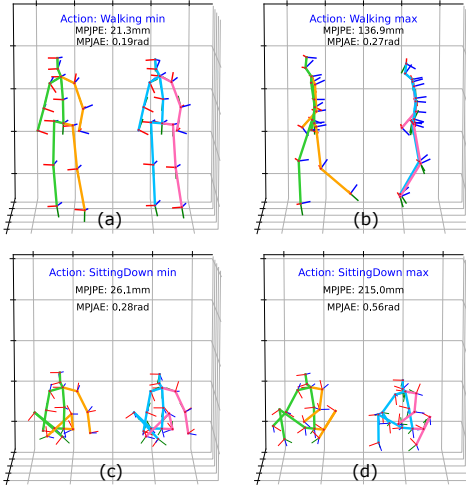 Action: Walking min
MPJPE: 21.3mm
MPJAE: 0.19rad
(a)
Action: Walking max
MPJPE: 136.9mm
MPJAE: 0.27rad
(b)
Action: SittingDown min
MPJPE: 26.1mm
MPJAE: 0.28rad
(c)
Action: SittingDown max
MPJPE: 215.0mm
MPJAE: 0.56rad
(d)